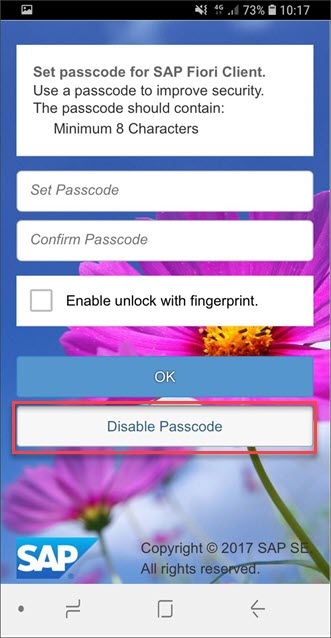 4G 73% 10:17
Set passcode for SAP Fiori Client.
Use a passcode to improve security.
The passcode should contain:
Minimum 8 Characters
Set Passcode
Confirm Passcode
Enable unlock with fingerprint.
OK
Disable Passcode
SAP
Copyright © 2017 SAP SE.
All rights reserved.